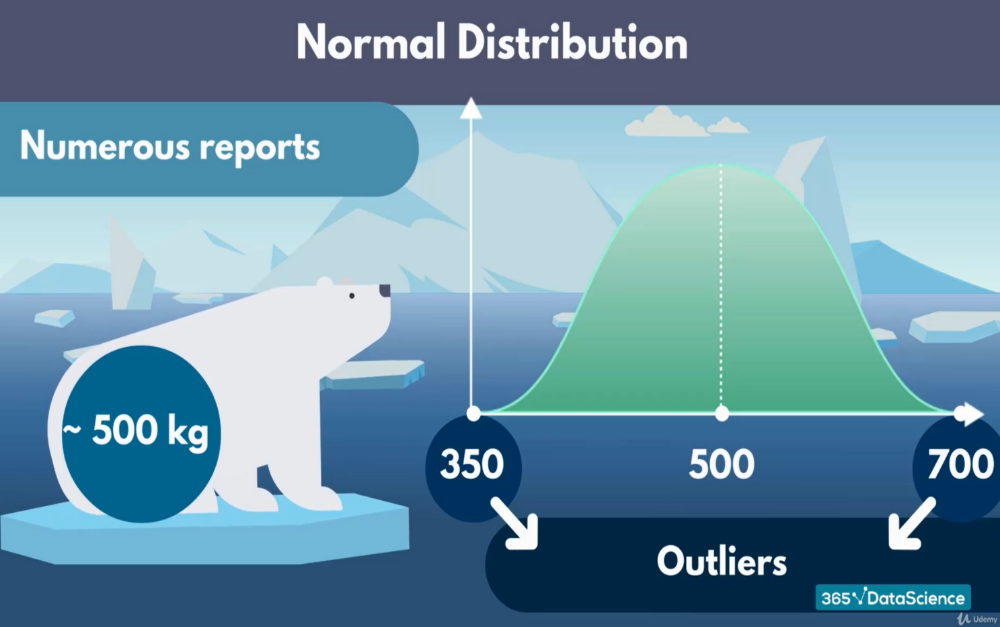 Normal Distribution
Numerous reports
~ 500 kg
350
500
700
Outliers
365 DataScience
Udemy